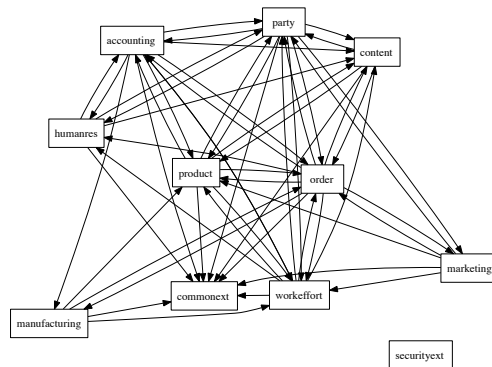 party
accounting
content
humanres
product
order
marketing
commonext
workeffort
manufacturing
securityext